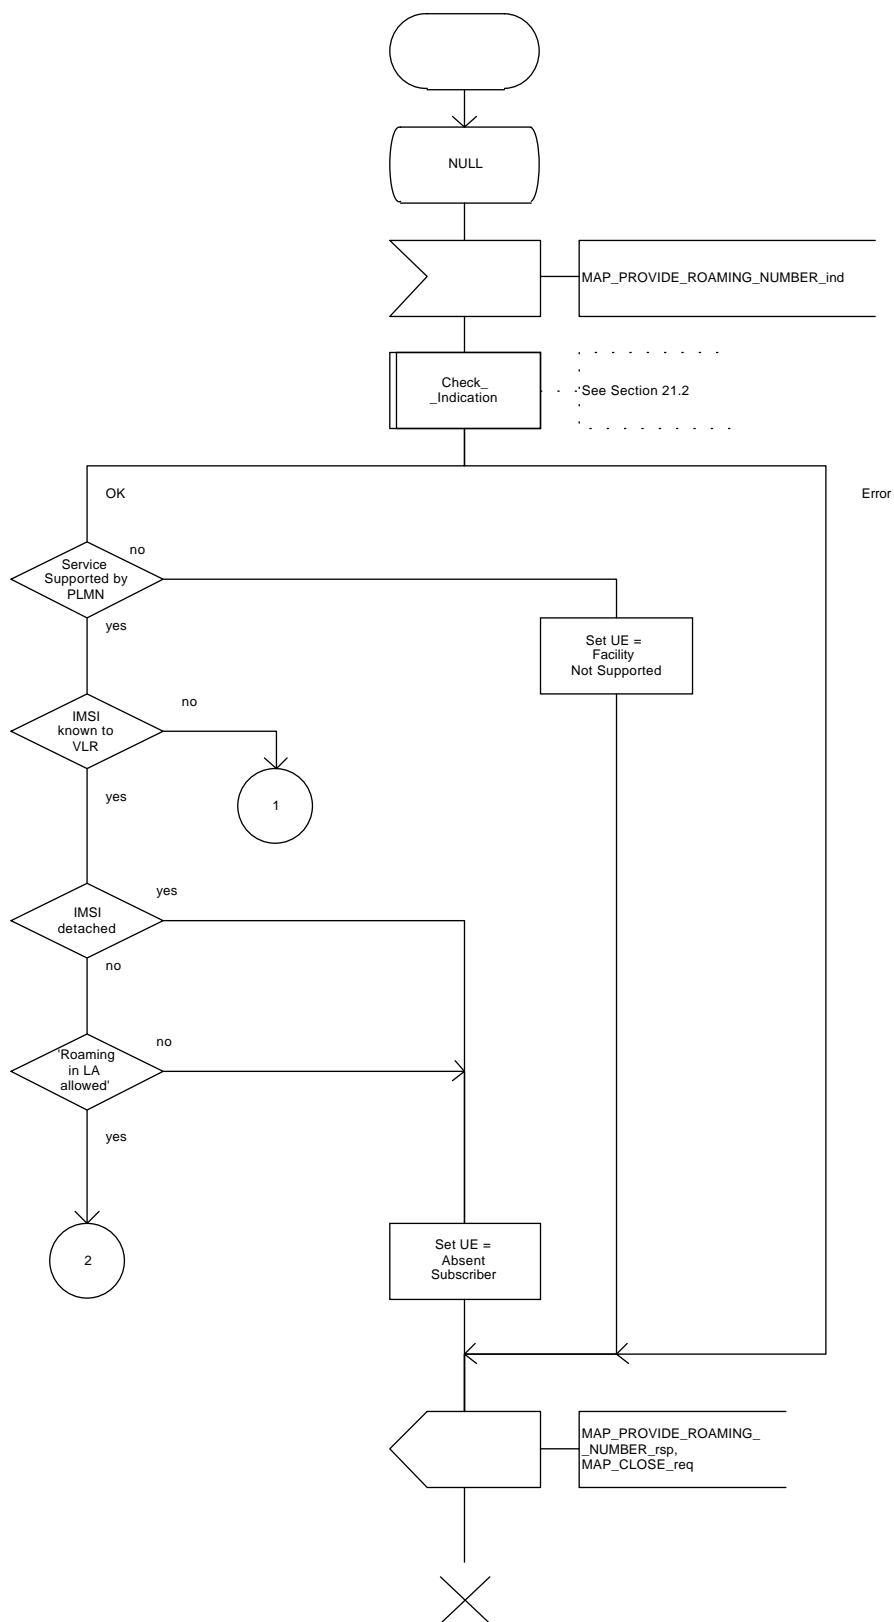 NULL
MAP_PROVIDE_ROAMING_NUMBER_ind
Check_
_Indication
See Section 21.2
OK
Error
no
Service
Supported by
PLMN
yes
Set UE =
Facility
Not Supported
no
IMSI
known to
VLR
yes
1
yes
IMSI
detached
no
no
'Roaming
in LA
allowed'
yes
2
Set UE =
Absent
Subscriber
MAP_PROVIDE_ROAMING_
_NUMBER_rsp,
MAP_CLOSE_req